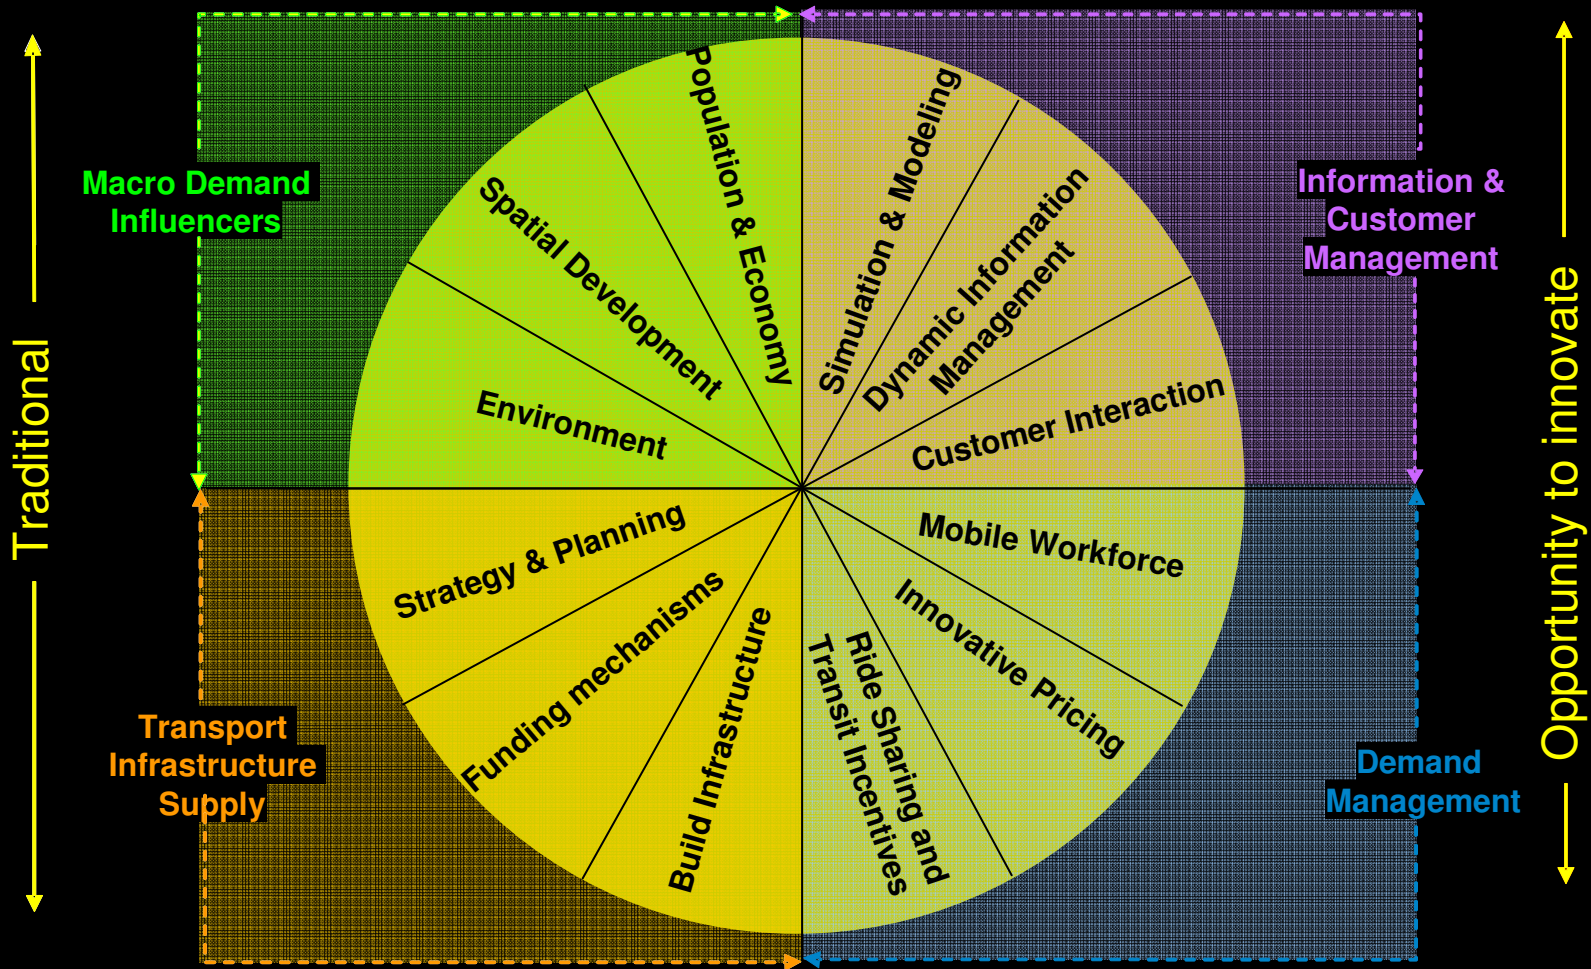 Traditional
Macro Demand
Influencers
Population & Economy
Spatial Development
Environment
Simulation & Modeling
Dynamic Information
Management
Customer Interaction
Information &
Customer
Management
Opportunity to innovate
Strategy & Planning
Funding mechanisms
Build Infrastructure
Transport
Infrastructure
Supply
Mobile Workforce
Innovative Pricing
Ride Sharing and
Transit Incentives
Demand
Management